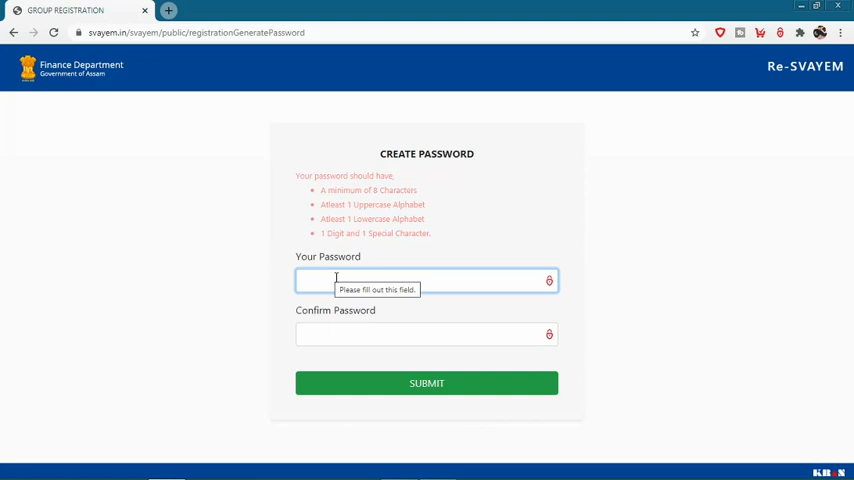 GROUP REGISTRATION
svayem.in/svayem/public/registrationGeneratePassword
Finance Department
Government of Assam
Re-SVAYEM
CREATE PASSWORD
Your password should have,
A minimum of 8 Characters
Atleast 1 Uppercase Alphabet
Atleast 1 Lowercase Alphabet
1 Digit and 1 Special Character.
Your Password
Please fill out this field.
Confirm Password
SUBMIT